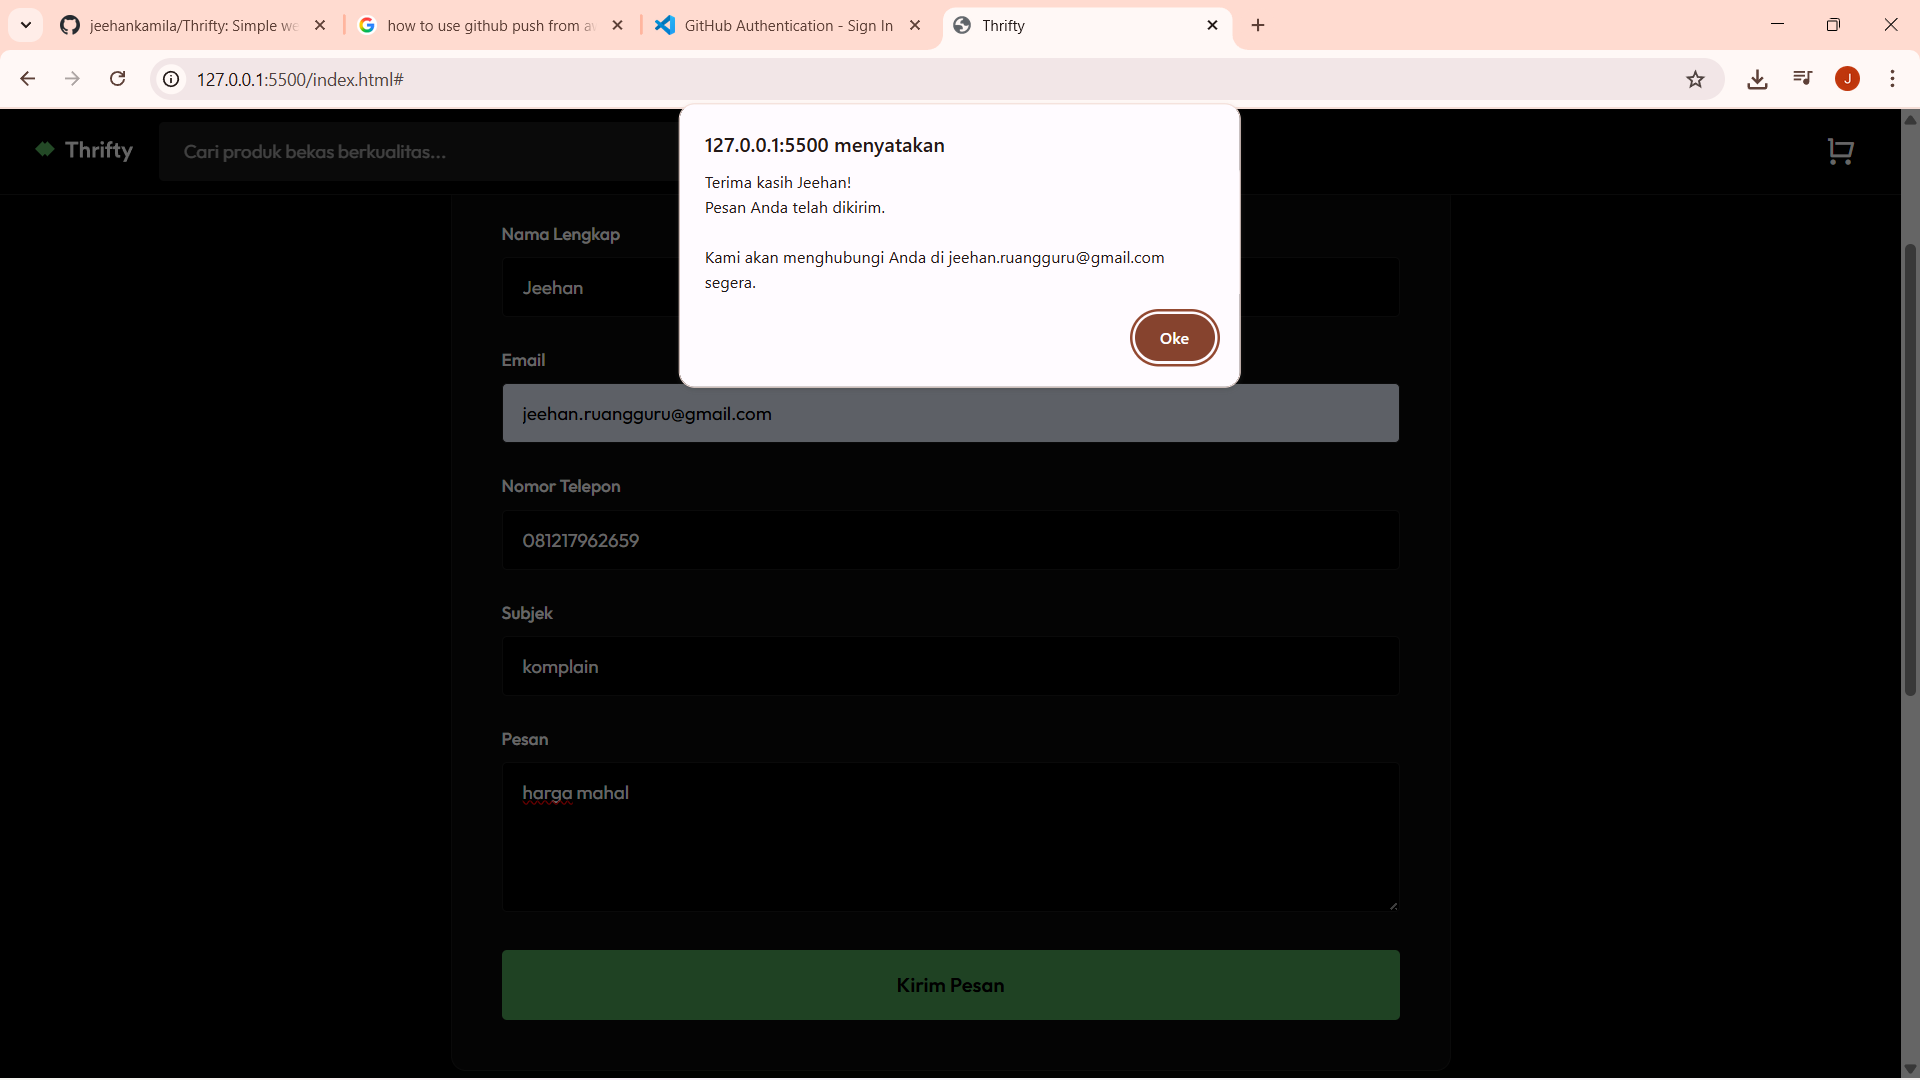 jeehankamila/Thrifty: Simple we
how to use github push from a
GitHub Authentication - Sign In
Thrifty
127.0.0.1:5500/index.html#
J
Thrifty
Cari produk bekas berkualitas...
127.0.0.1:5500 menyatakan
Terima kasih Jeehan!
Pesan Anda telah dikirim.
Kami akan menghubungi Anda di jeehan.ruangguru@gmail.com
segera.
Oke
Nama Lengkap
Jeehan
Email
jeehan.ruangguru@gmail.com
Nomor Telepon
081217962659
Subjek
komplain
Pesan
harga mahal
Kirim Pesan